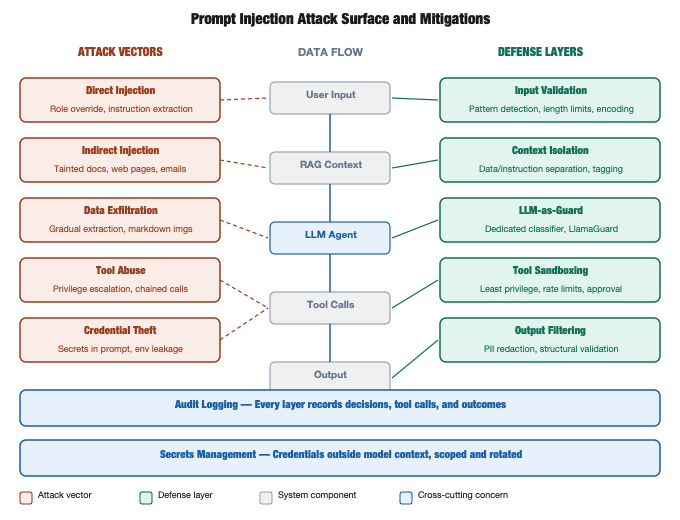 Prompt Injection Attack Surface and Mitigations
ATTACK VECTORS
DATA FLOW
DEFENSE LAYERS
Direct Injection
Role override, instruction extraction
User Input
Input Validation
Pattern detection, length limits, encoding
Indirect Injection
Tainted docs, web pages, emails
RAG Context
Context Isolation
Data/instruction separation, tagging
Data Exfiltration
Gradual extraction, markdown imgs
LLM Agent
LLM-as-Guard
Dedicated classifier, LlamaGuard
Tool Abuse
Privilege escalation, chained calls
Tool Calls
Tool Sandboxing
Least privilege, rate limits, approval
Credential Theft
Secrets in prompt, env leakage
Output
Output Filtering
PII redaction, structural validation
Audit Logging — Every layer records decisions, tool calls, and outcomes
Secrets Management — Credentials outside model context, scoped and rotated
Attack vector
Defense layer
System component
Cross-cutting concern